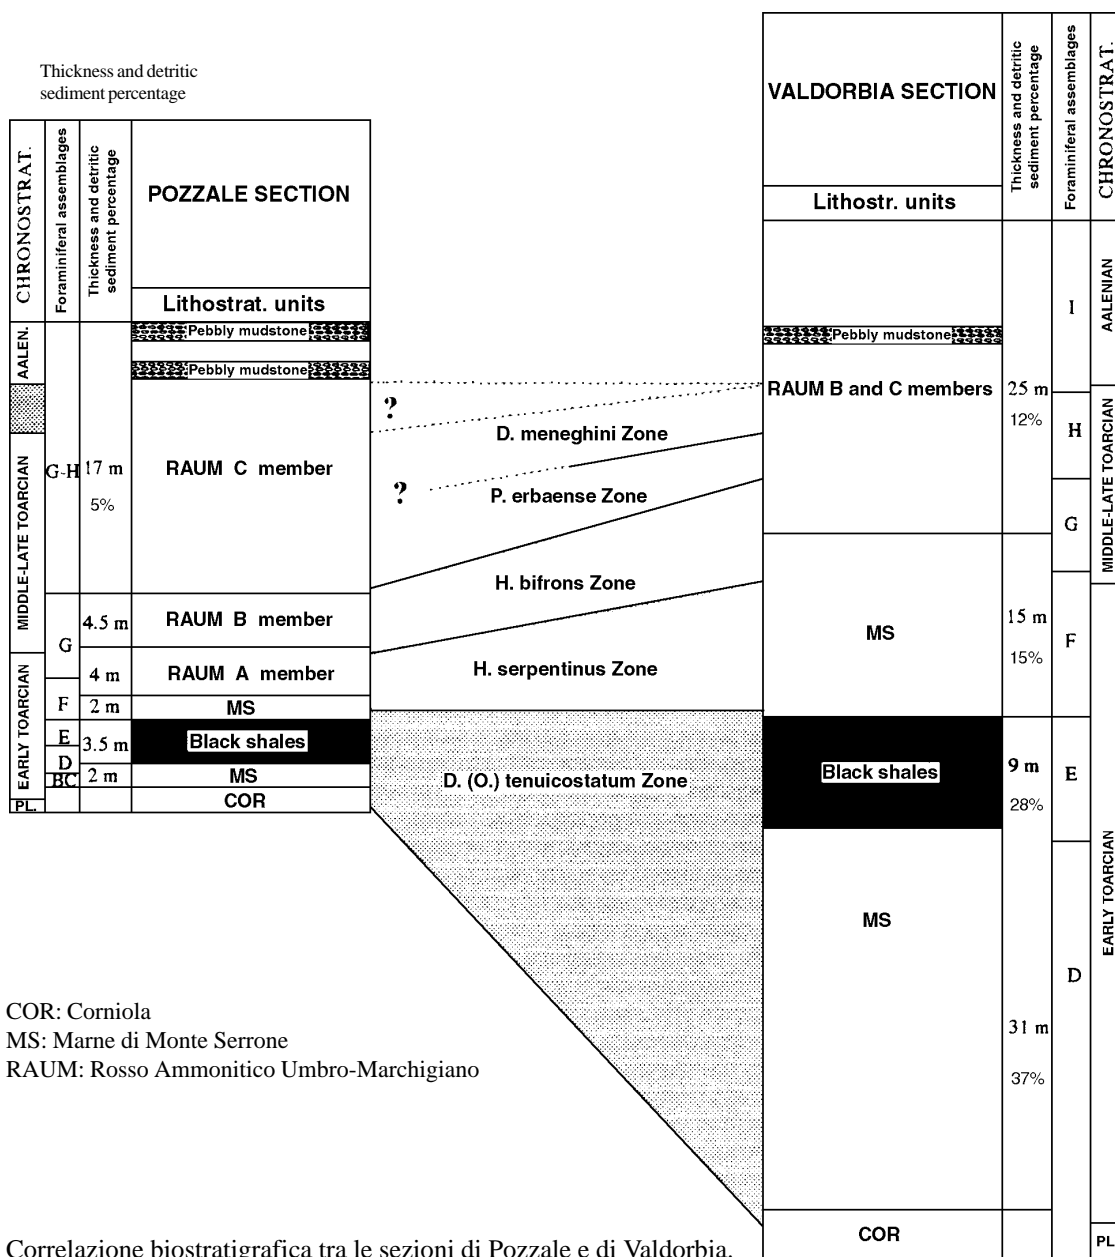 Thickness and detritic
sediment percentage
CHRONOSTRAT.
Foraminiferal assemblages
Thickness and detritic
sediment percentage
POZZALE SECTION
Lithostrat. units
AALEN.
MIDDLE-LATE TOARCIAN
EARLY TOARCIAN
PL.
G-H
G
F
E
D
BC
17 m
5%
4.5 m
4 m
2 m
3.5 m
2 m
Pebbly mudstone
Pebbly mudstone
RAUM C member
RAUM B member
RAUM A member
MS
Black shales
MS
COR
?
D. meneghini Zone
?
P. erbaense Zone
H. bifrons Zone
H. serpentinus Zone
D. (O.) tenuicostatum Zone
VALDORBIA SECTION
Lithostr. units
Thickness and detritic
sediment percentage
Foraminiferal assemblages
CHRONOSTRAT.
Pebbly mudstone
RAUM B and C members
MS
Black shales
MS
COR
25 m
12%
15 m
15%
9 m
28%
31 m
37%
I
H
G
F
E
D
AALENIAN
MIDDLE-LATE TOARCIAN
EARLY TOARCIAN
PL
COR: Corniola
MS: Marne di Monte Serrone
RAUM: Rosso Ammonitico Umbro-Marchigiano
Correlazione biostratigrafica tra le sezioni di Pozzale e di Valdorbia.